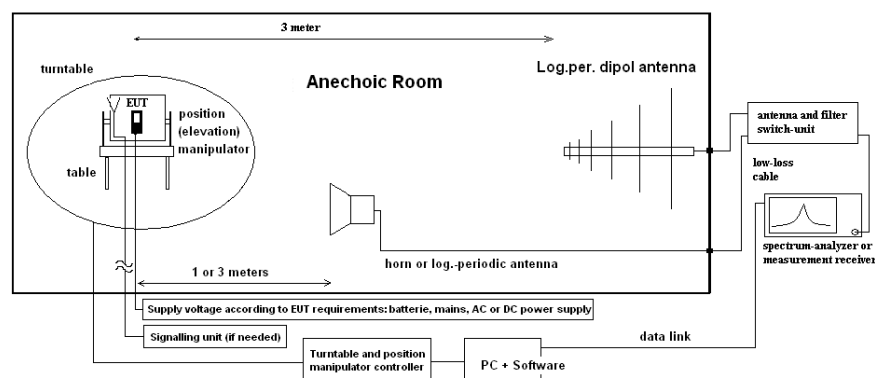 3 meter
turntable
Anechoic Room
Log.per. dipol antenna
EUT
position
(elevation)
manipulator
table
antenna and filter
switch-unit
low-loss
cable
spectrum-analyzer or
measurement receiver
horn or log.-periodic antenna
1 or 3 meters
Supply voltage according to EUT requirements: batterie, mains, AC or DC power supply
Signalling unit (if needed)
data link
Turntable and position
manipulator controller
PC + Software